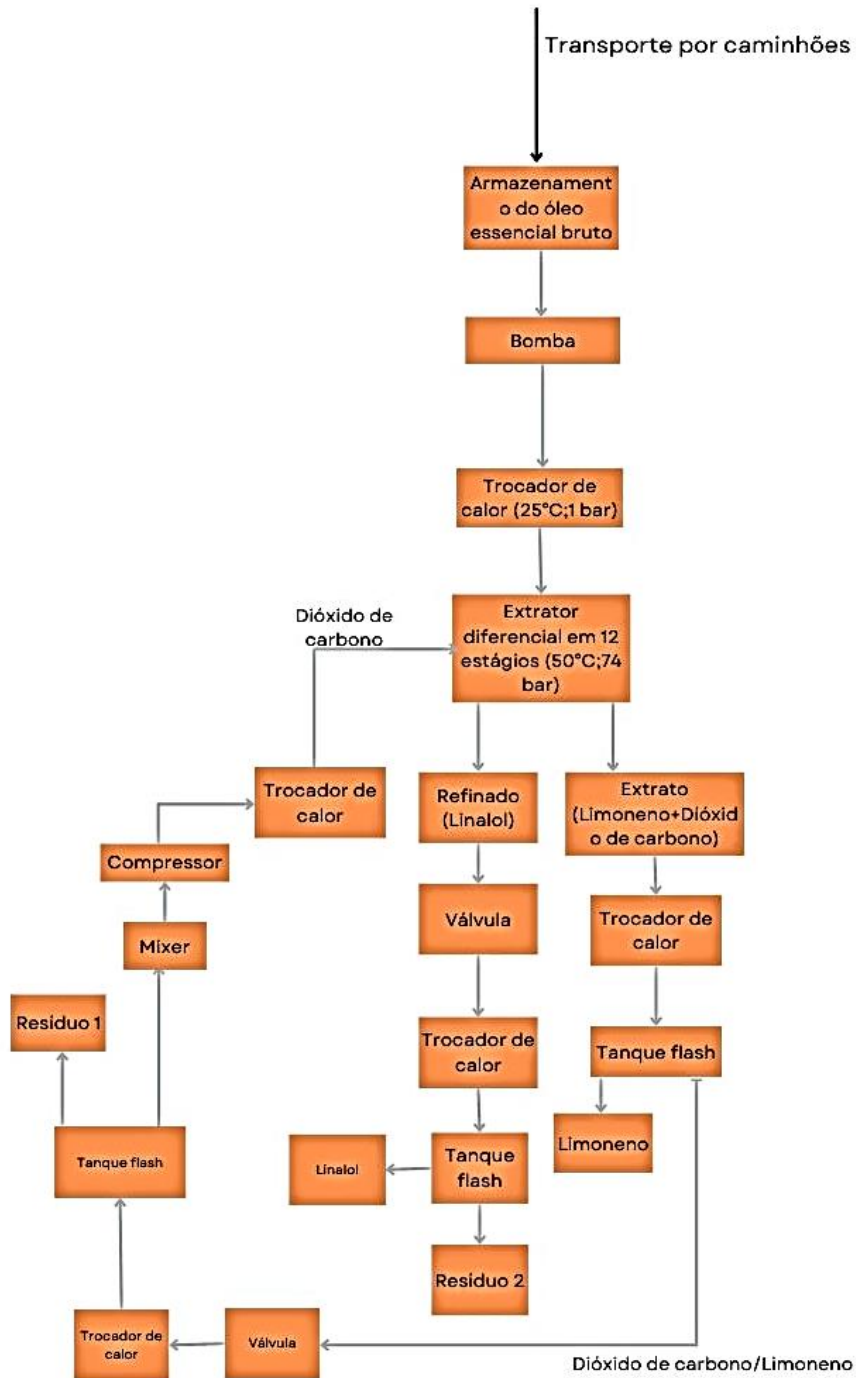 Transporte por caminhões
Armazenament
o do óleo
essencial bruto
Bomba
Trocador de
calor (25°C;1 bar)
Dióxido de
carbono
Extrator
diferencial em 12
estágios (50°C;74
bar)
Trocador de
calor
Refinado
(Linalol)
Extrato
(Limoneno+Dióxid
o de carbono)
Compressor
Válvula
Trocador de
calor
Mixer
Residuo 1
Trocador de
calor
Tanque flash
Tanque flash
Linalol
Tanque
flash
Limoneno
Residuo 2
Trocador de
calor
Válvula
Dióxido de carbono/Limoneno